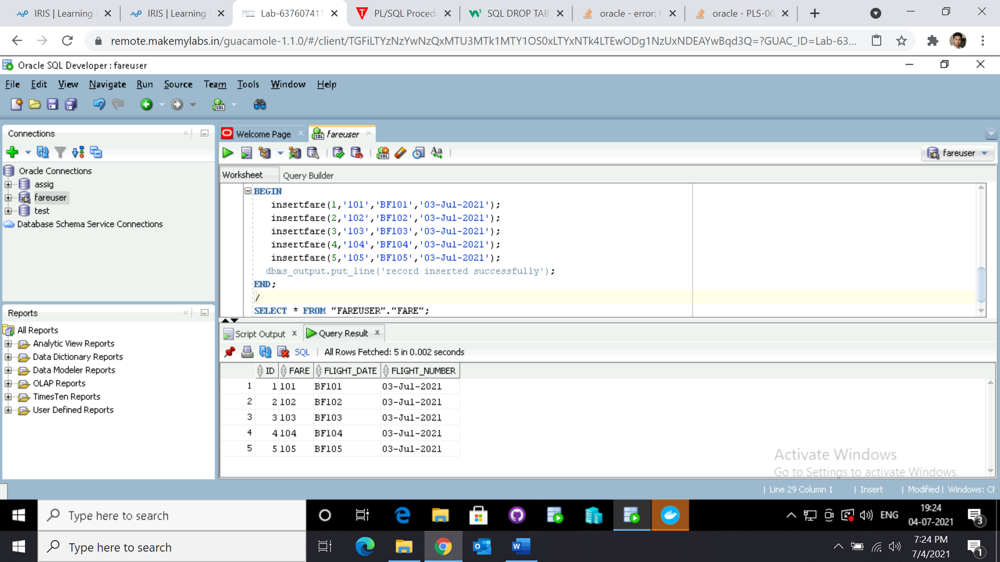 IRIS | Learning
IRIS | Learning
Lab-637607411
PL/SQL Proced
SQL DROP TAB
oracle - error:
oracle - PLS-00
remote.makemylabs.in/guacamole-1.1.0/#/client/TGFiLTYzNzYwNzQxMTU3MTk1MTY1OS0xLTYxNTk4LTEwODg1NzUxNDEAYwBqd3Q=?GUAC_ID=Lab-63...
Oracle SQL Developer : fareuser
File Edit View Navigate Run Source Team Tools Window Help
Connections
Oracle Connections
assig
fareuser
test
Database Schema Service Connections
Reports
All Reports
Analytic View Reports
Data Dictionary Reports
Data Modeler Reports
OLAP Reports
TimesTen Reports
User Defined Reports
Welcome Page
fareuser
fareuser
Worksheet
Query Builder
BEGIN
insertfare(1,'101','BF101','03-Jul-2021');
insertfare(2,'102','BF102','03-Jul-2021');
insertfare(3,'103','BF103','03-Jul-2021');
insertfare(4,'104','BF104','03-Jul-2021');
insertfare(5,'105','BF105','03-Jul-2021');
dbms_output.put_line('record inserted successfully');
END;
/
SELECT * FROM "FAREUSER"."FARE";
Script Output
Query Result
SQL | All Rows Fetched: 5 in 0.002 seconds
ID FARE FLIGHT_DATE FLIGHT_NUMBER
1 1 101 BF101 03-Jul-2021
2 2 102 BF102 03-Jul-2021
3 3 103 BF103 03-Jul-2021
4 4 104 BF104 03-Jul-2021
5 5 105 BF105 03-Jul-2021
Activate Windows
Go to Settings to activate Windows.
| Line 29 Column 1 | Insert | Modified | Windows: CF
Type here to search
ENG
19:24
04-07-2021
3
Type here to search
7:24 PM
7/4/2021
1